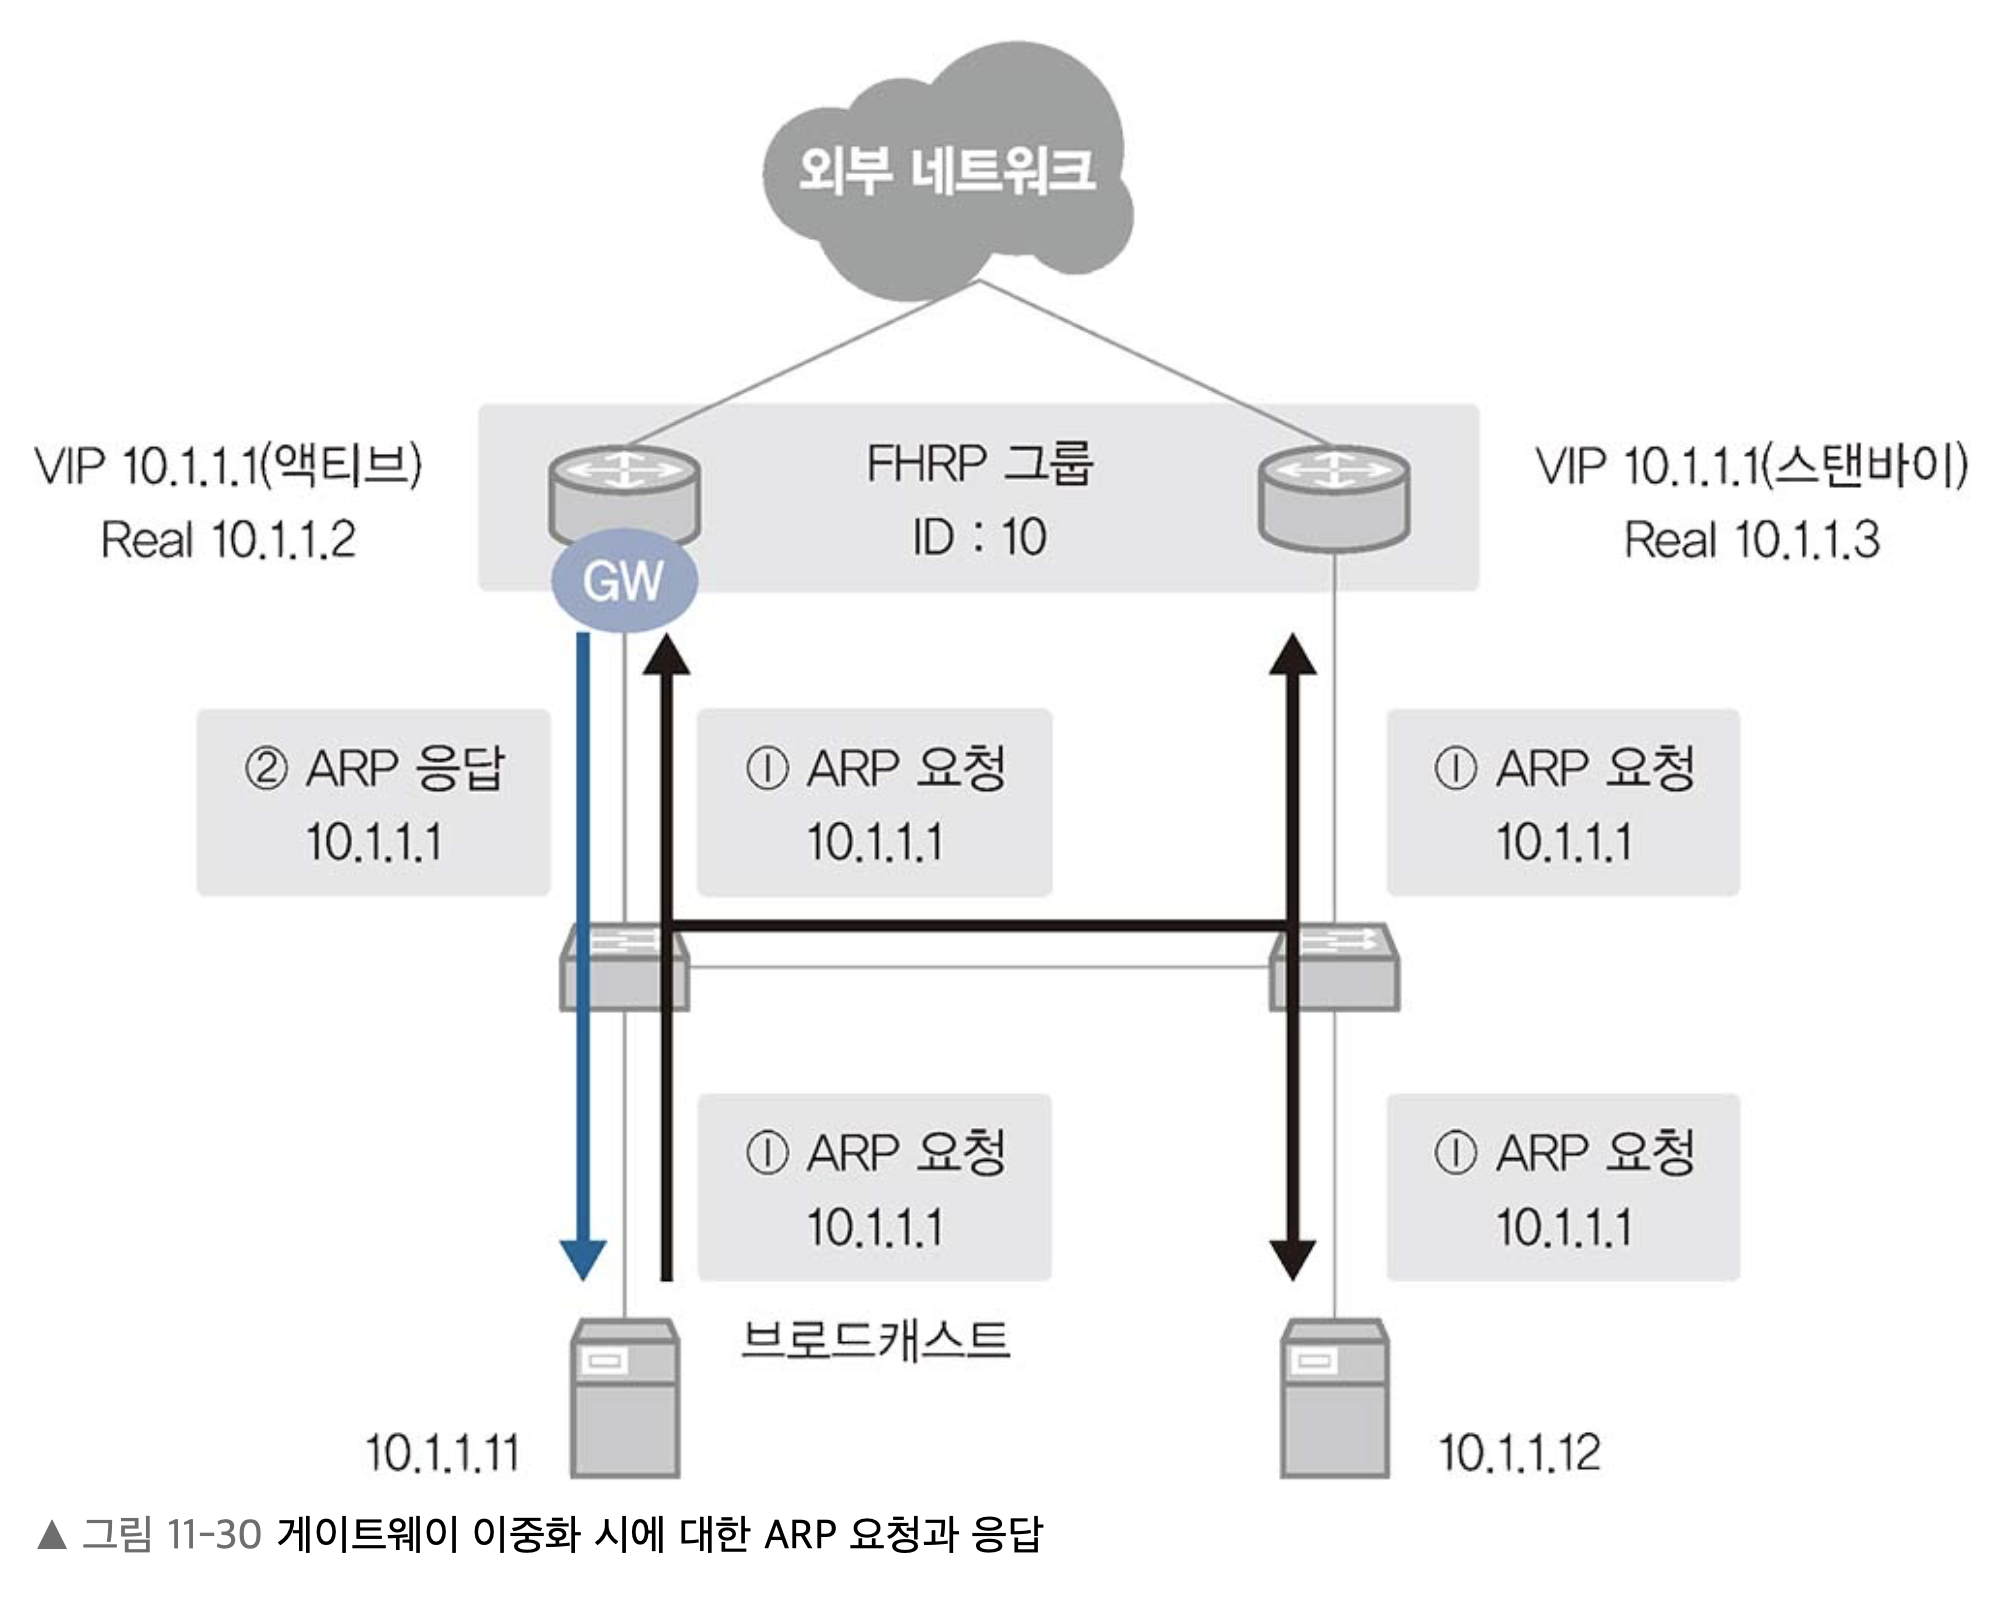 외부 네트워크
VIP 10.1.1.1(액티브)
Real 10.1.1.2
FHRP 그룹
ID : 10
VIP 10.1.1.1(스탠바이)
Real 10.1.1.3
GW
② ARP 응답
10.1.1.1
① ARP 요청
10.1.1.1
① ARP 요청
10.1.1.1
① ARP 요청
10.1.1.1
① ARP 요청
10.1.1.1
브로드캐스트
10.1.1.11
10.1.1.12
▲ 그림 11-30 게이트웨이 이중화 시에 대한 ARP 요청과 응답